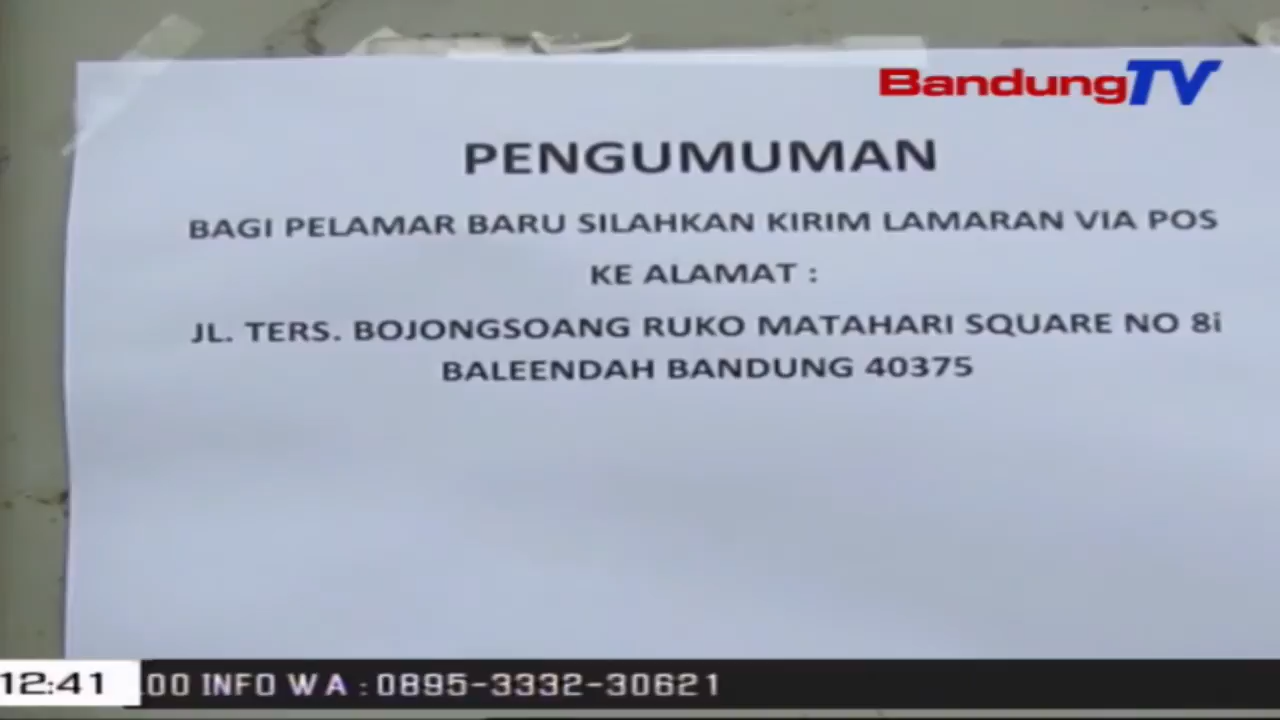 BandungTV
PENGUMUMAN
BAGI PELAMAR BARU SILAHKAN KIRIM LAMARAN VIA POS
KE ALAMAT :
JL. TERS. BOJONGSOANG RUKO MATAHARI SQUARE NO 8i
BALEENDAH BANDUNG 40375
12:41 .00 INFO WA : 0895-3332-30621